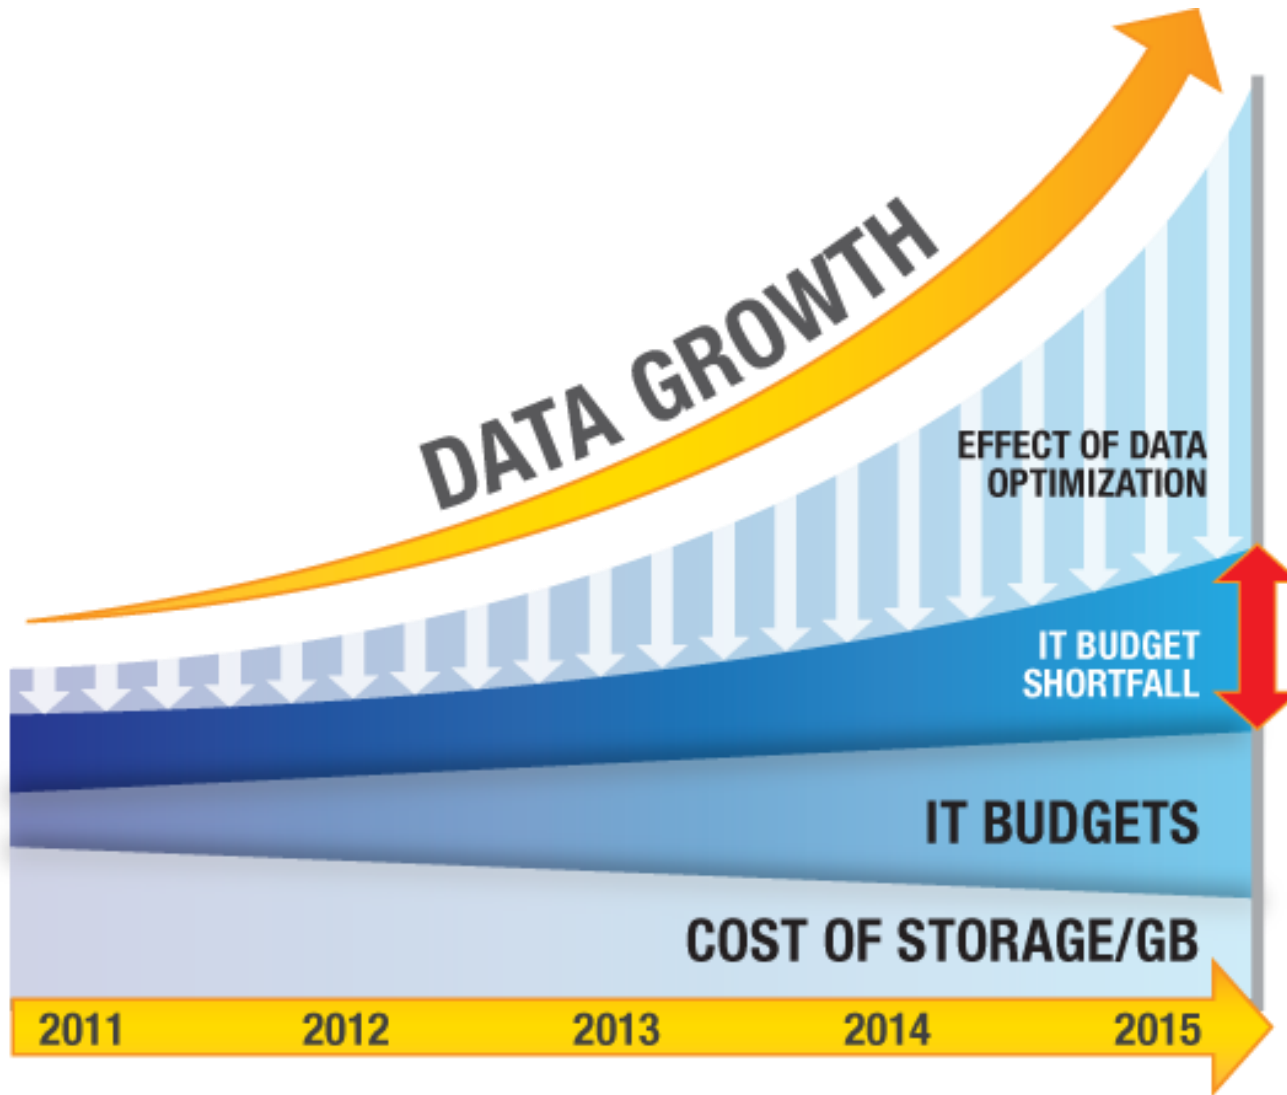 DATA GROWTH
EFFECT OF DATA
OPTIMIZATION
IT BUDGET
SHORTFALL
IT BUDGETS
COST OF STORAGE/GB
2011 2012 2013 2014 2015